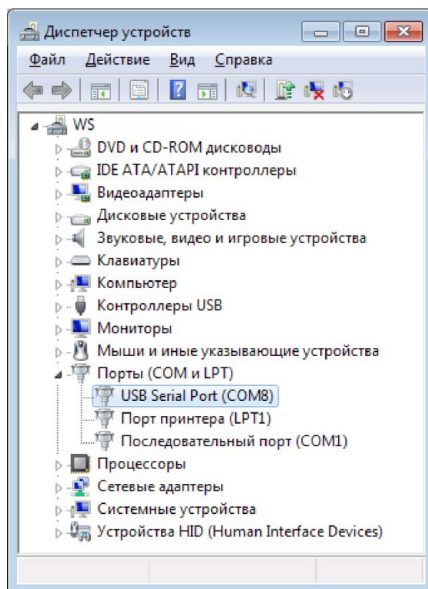 Диспетчер устройств
Файл Действие Вид Справка
WS
DVD и CD-ROM дисководы
IDE ATA/ATAPI контроллеры
Видеоадаптеры
Дисковые устройства
Звуковые, видео и игровые устройства
Клавиатуры
Компьютер
Контроллеры USB
Мониторы
Мыши и иные указывающие устройства
Порты (COM и LPT)
USB Serial Port (COM8)
Порт принтера (LPT1)
Последовательный порт (COM1)
Процессоры
Сетевые адаптеры
Системные устройства
Устройства HID (Human Interface Devices)